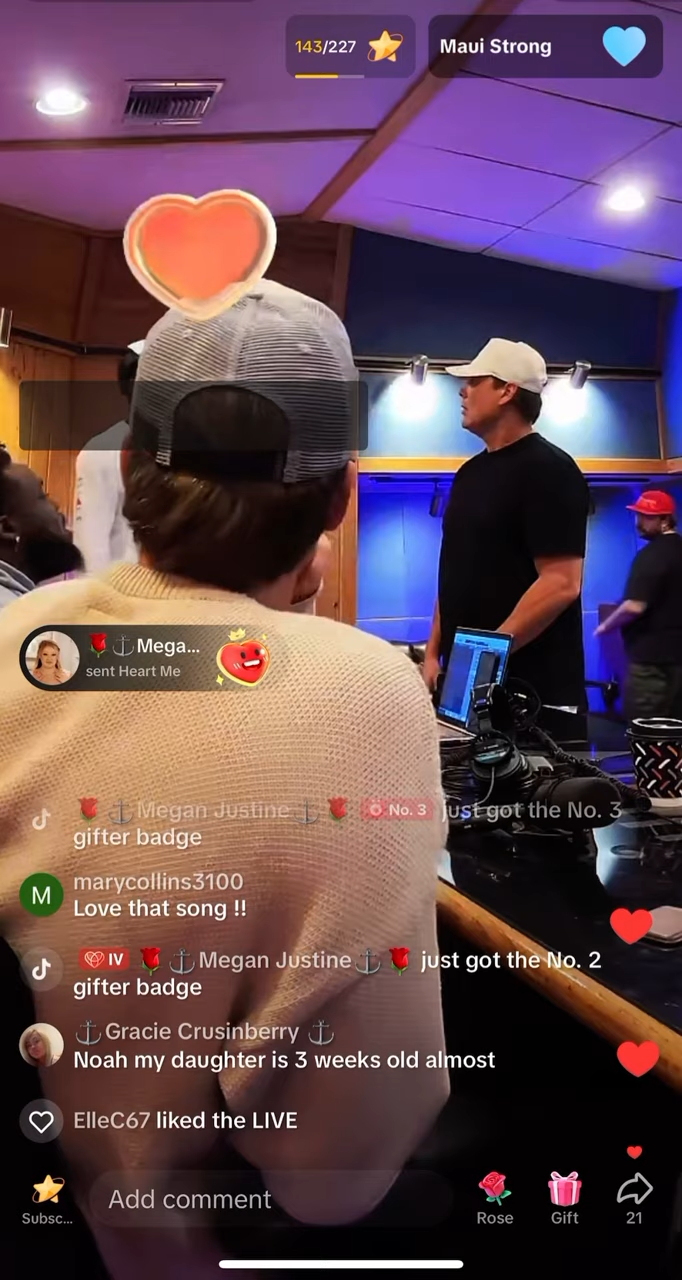 143/227
Maui Strong
🌹⚓Mega...
sent Heart Me
🌹⚓Megan Justine⚓🌹 No. 3 just got the No. 3
gifter badge
M
marycollins3100
Love that song !!
IV 🌹⚓Megan Justine⚓🌹 just got the No. 2
gifter badge
⚓Gracie Crusinberry⚓
Noah my daughter is 3 weeks old almost
ElleC67 liked the LIVE
Subsc...
Add comment
Rose
Gift
21